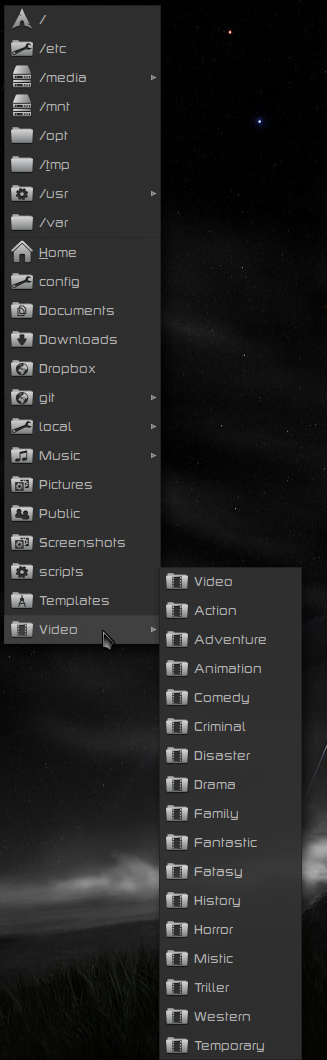 /
/etc
/media
/mnt
/opt
/tmp
/usr
/var
Home
config
Documents
Downloads
Dropbox
git
local
Music
Pictures
Public
Screenshots
scripts
Templates
Video
Video
Action
Adventure
Animation
Comedy
Criminal
Disaster
Drama
Family
Fantastic
Fatasy
History
Horror
Mistic
Triller
Western
Temporary